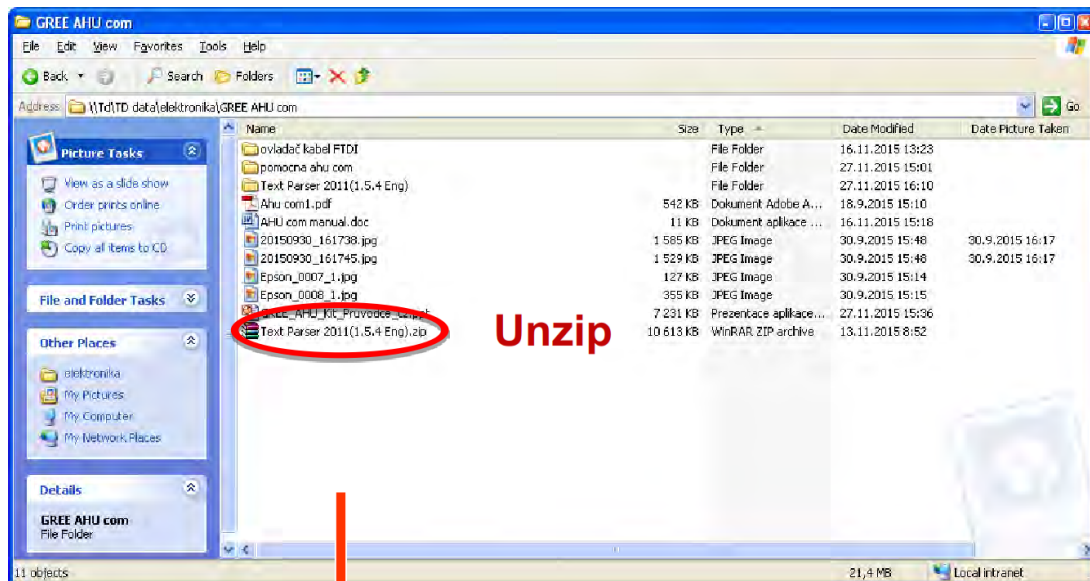 GREE AHU com
File Edit View Favorites Tools Help
Back Search Folders
Address \\Td\TD data\elektronika\GREE AHU com Go
Name Size Type Date Modified Date Picture Taken
Picture Tasks
View as a slide show
Order prints online
Print pictures
Copy all items to CD
File and Folder Tasks
Other Places
elektronika
My Pictures
My Computer
My Network Places
Details
GREE AHU com
File Folder
ovladač kabel FTDI File Folder 16.11.2015 13:23
pomocna ahu com File Folder 27.11.2015 15:01
Text Parser 2011(1.5.4 Eng) File Folder 27.11.2015 16:10
Ahu com1.pdf 542 KB Dokument Adobe A... 18.9.2015 15:10
AHU com manual.doc 11 KB Dokument aplikace ... 16.11.2015 15:18
20150930_161738.jpg 1 585 KB JPEG Image 30.9.2015 15:48 30.9.2015 16:17
20150930_161745.jpg 1 529 KB JPEG Image 30.9.2015 15:48 30.9.2015 16:17
Epson_0007_1.jpg 127 KB JPEG Image 30.9.2015 15:14
Epson_0008_1.jpg 355 KB JPEG Image 30.9.2015 15:15
GREE_AHU_Kit_Pruvodce_CZ.ppt 7 231 KB Prezentace aplikace... 27.11.2015 15:36
Text Parser 2011(1.5.4 Eng).zip 10 613 KB WinRAR ZIP archive 13.11.2015 8:52
Unzip
11 objects 21,4 MB Local intranet